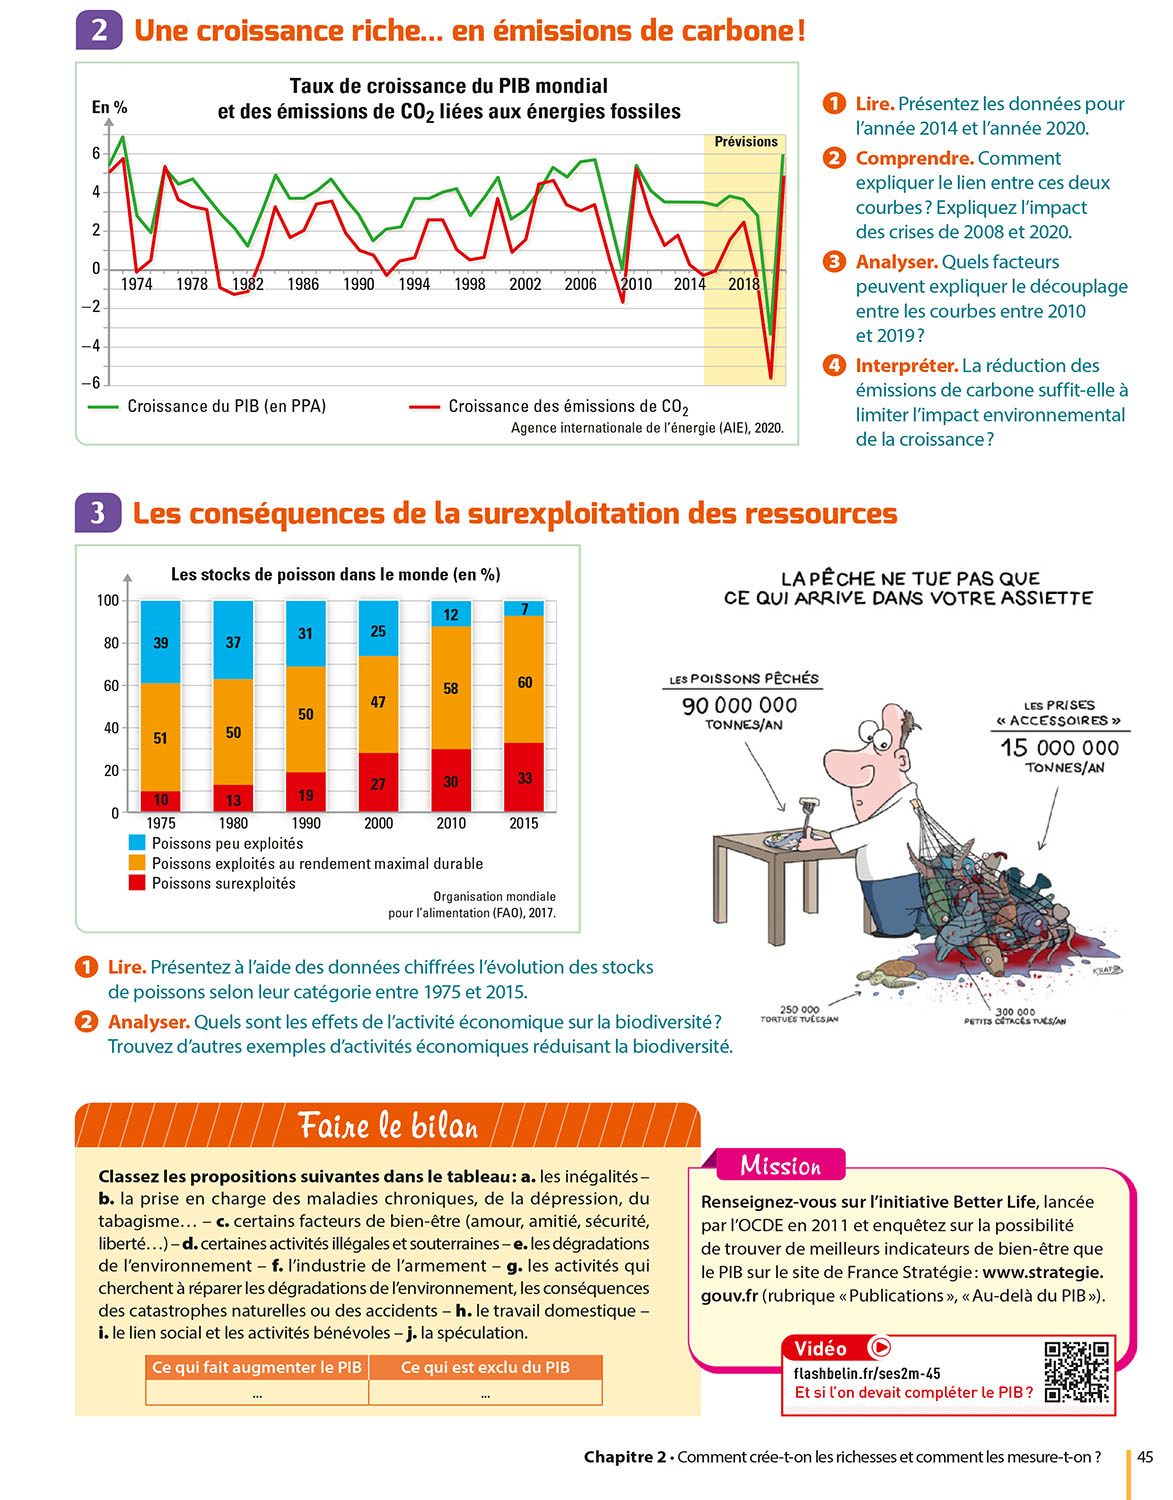 2 Une croissance riche... en émissions de carbone !
Taux de croissance du PIB mondial
et des émissions de CO2 liées aux énergies fossiles
En %
Prévisions
6
4
2
0
–2
–4
–6
1974 1978 1982 1986 1990 1994 1998 2002 2006 2010 2014 2018
Croissance du PIB (en PPA)
Croissance des émissions de CO2
Agence internationale de l'énergie (AIE), 2020.
1 Lire. Présentez les données pour
l'année 2014 et l'année 2020.
2 Comprendre. Comment
expliquer le lien entre ces deux
courbes ? Expliquez l'impact
des crises de 2008 et 2020.
3 Analyser. Quels facteurs
peuvent expliquer le découplage
entre les courbes entre 2010
et 2019 ?
4 Interpréter. La réduction des
émissions de carbone suffit-elle à
limiter l'impact environnemental
de la croissance ?
3 Les conséquences de la surexploitation des ressources
Les stocks de poisson dans le monde (en %)
100
80
60
40
20
0
39 37 31 25 12 7
51 50 50 47 58 60
10 13 19 27 30 33
1975 1980 1990 2000 2010 2015
Poissons peu exploités
Poissons exploités au rendement maximal durable
Poissons surexploités
Organisation mondiale
pour l'alimentation (FAO), 2017.
LA PÊCHE NE TUE PAS QUE
CE QUI ARRIVE DANS VOTRE ASSIETTE
LES POISSONS PÊCHÉS
90 000 000
TONNES/AN
LES PRISES
« ACCESSOIRES »
15 000 000
TONNES/AN
250 000
TORTUES TUÉES/AN
300 000
PETITS CÉTACÉS TUÉS/AN
1 Lire. Présentez à l'aide des données chiffrées l'évolution des stocks
de poissons selon leur catégorie entre 1975 et 2015.
2 Analyser. Quels sont les effets de l'activité économique sur la biodiversité ?
Trouvez d'autres exemples d'activités économiques réduisant la biodiversité.
Faire le bilan
Classez les propositions suivantes dans le tableau : a. les inégalités –
b. la prise en charge des maladies chroniques, de la dépression, du
tabagisme... – c. certains facteurs de bien-être (amour, amitié, sécurité,
liberté...) – d. certaines activités illégales et souterraines – e. les dégradations
de l'environnement – f. l'industrie de l'armement – g. les activités qui
cherchent à réparer les dégradations de l'environnement, les conséquences
des catastrophes naturelles ou des accidents – h. le travail domestique –
i. le lien social et les activités bénévoles – j. la spéculation.
Ce qui fait augmenter le PIB Ce qui est exclu du PIB
... ...
Mission
Renseignez-vous sur l'initiative Better Life, lancée
par l'OCDE en 2011 et enquêtez sur la possibilité
de trouver de meilleurs indicateurs de bien-être que
le PIB sur le site de France Stratégie : www.strategie.
gouv.fr (rubrique « Publications », « Au-delà du PIB »).
Vidéo
flashbelin.fr/ses2m-45
Et si l'on devait compléter le PIB ?
Chapitre 2 • Comment crée-t-on les richesses et comment les mesure-t-on ? 45